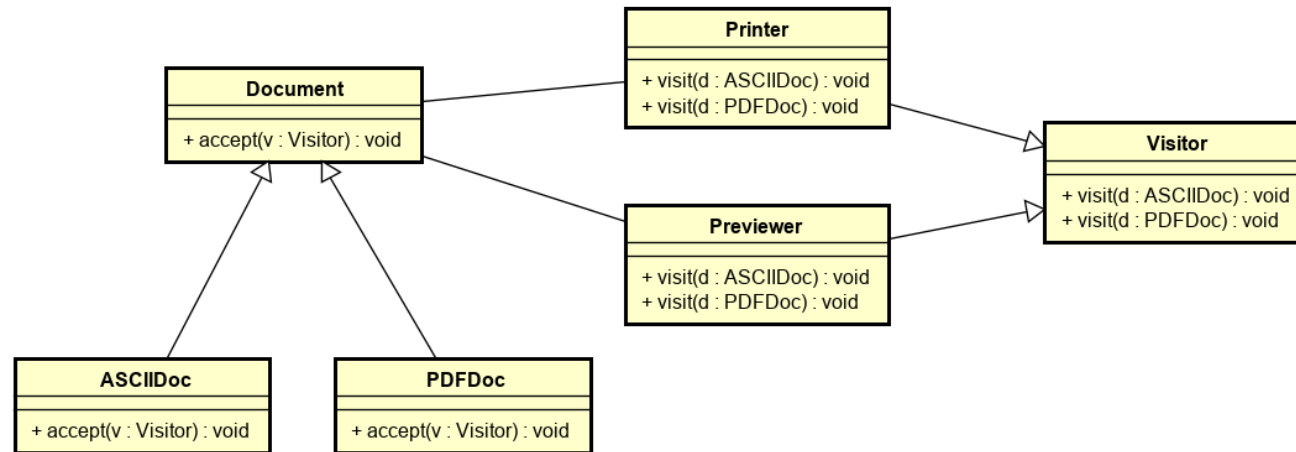 Printer
+ visit(d : ASCIIDoc) : void
+ visit(d : PDFDoc) : void
Document
+ accept(v : Visitor) : void
Visitor
+ visit(d : ASCIIDoc) : void
+ visit(d : PDFDoc) : void
Previewer
+ visit(d : ASCIIDoc) : void
+ visit(d : PDFDoc) : void
ASCIIDoc
+ accept(v : Visitor) : void
PDFDoc
+ accept(v : Visitor) : void